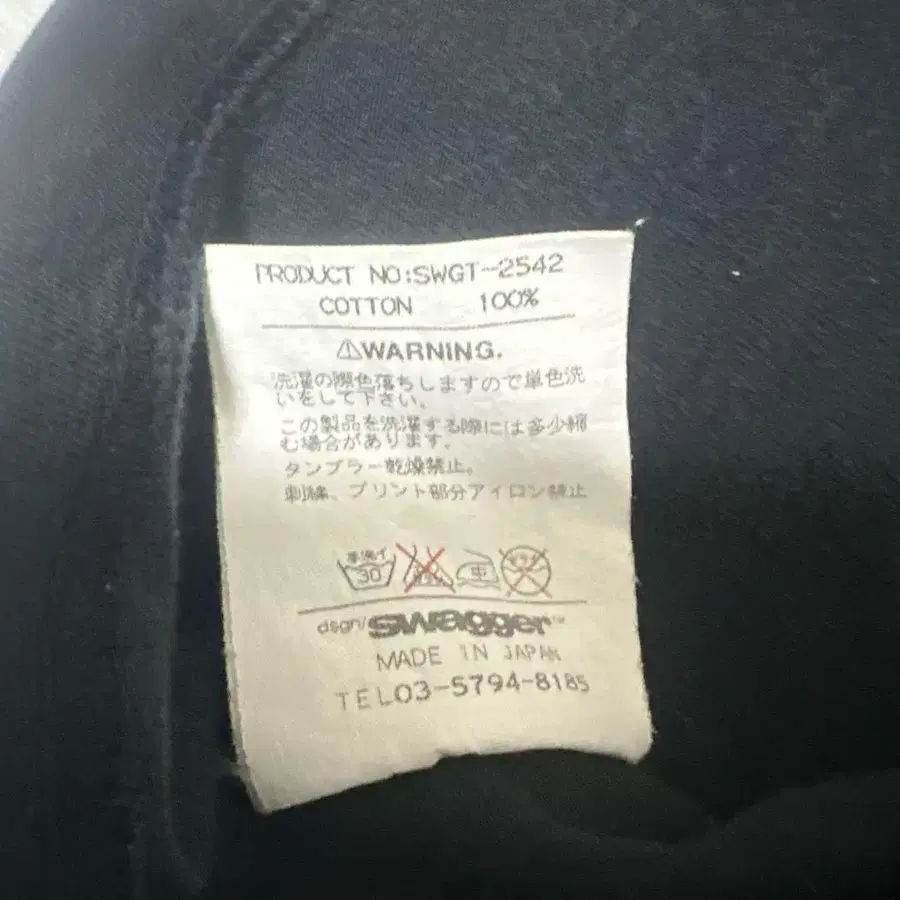 PRODUCT NO:SWGT-2542
COTTON 100%
⚠WARNING.
洗濯の際色落ちしますので単色洗
いをして下さい。
この製品を洗濯する際には多少縮
む場合があります。
タンブラー乾燥禁止。
刺繍、プリント部分アイロン禁止
30
中
dsgn/swagger™
MADE IN JAPAN
TEL03-5794-8185